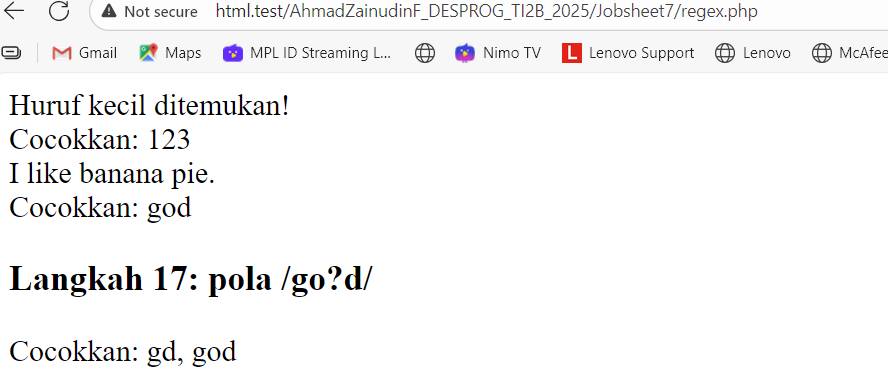 Not secure html.test/AhmadZainudinF_DESPROG_TI2B_2025/Jobsheet7/regex.php
Gmail Maps MPL ID Streaming L... Nimo TV L Lenovo Support Lenovo McAfee
Huruf kecil ditemukan!
Cocokkan: 123
I like banana pie.
Cocokkan: god
Langkah 17: pola /go?d/
Cocokkan: gd, god